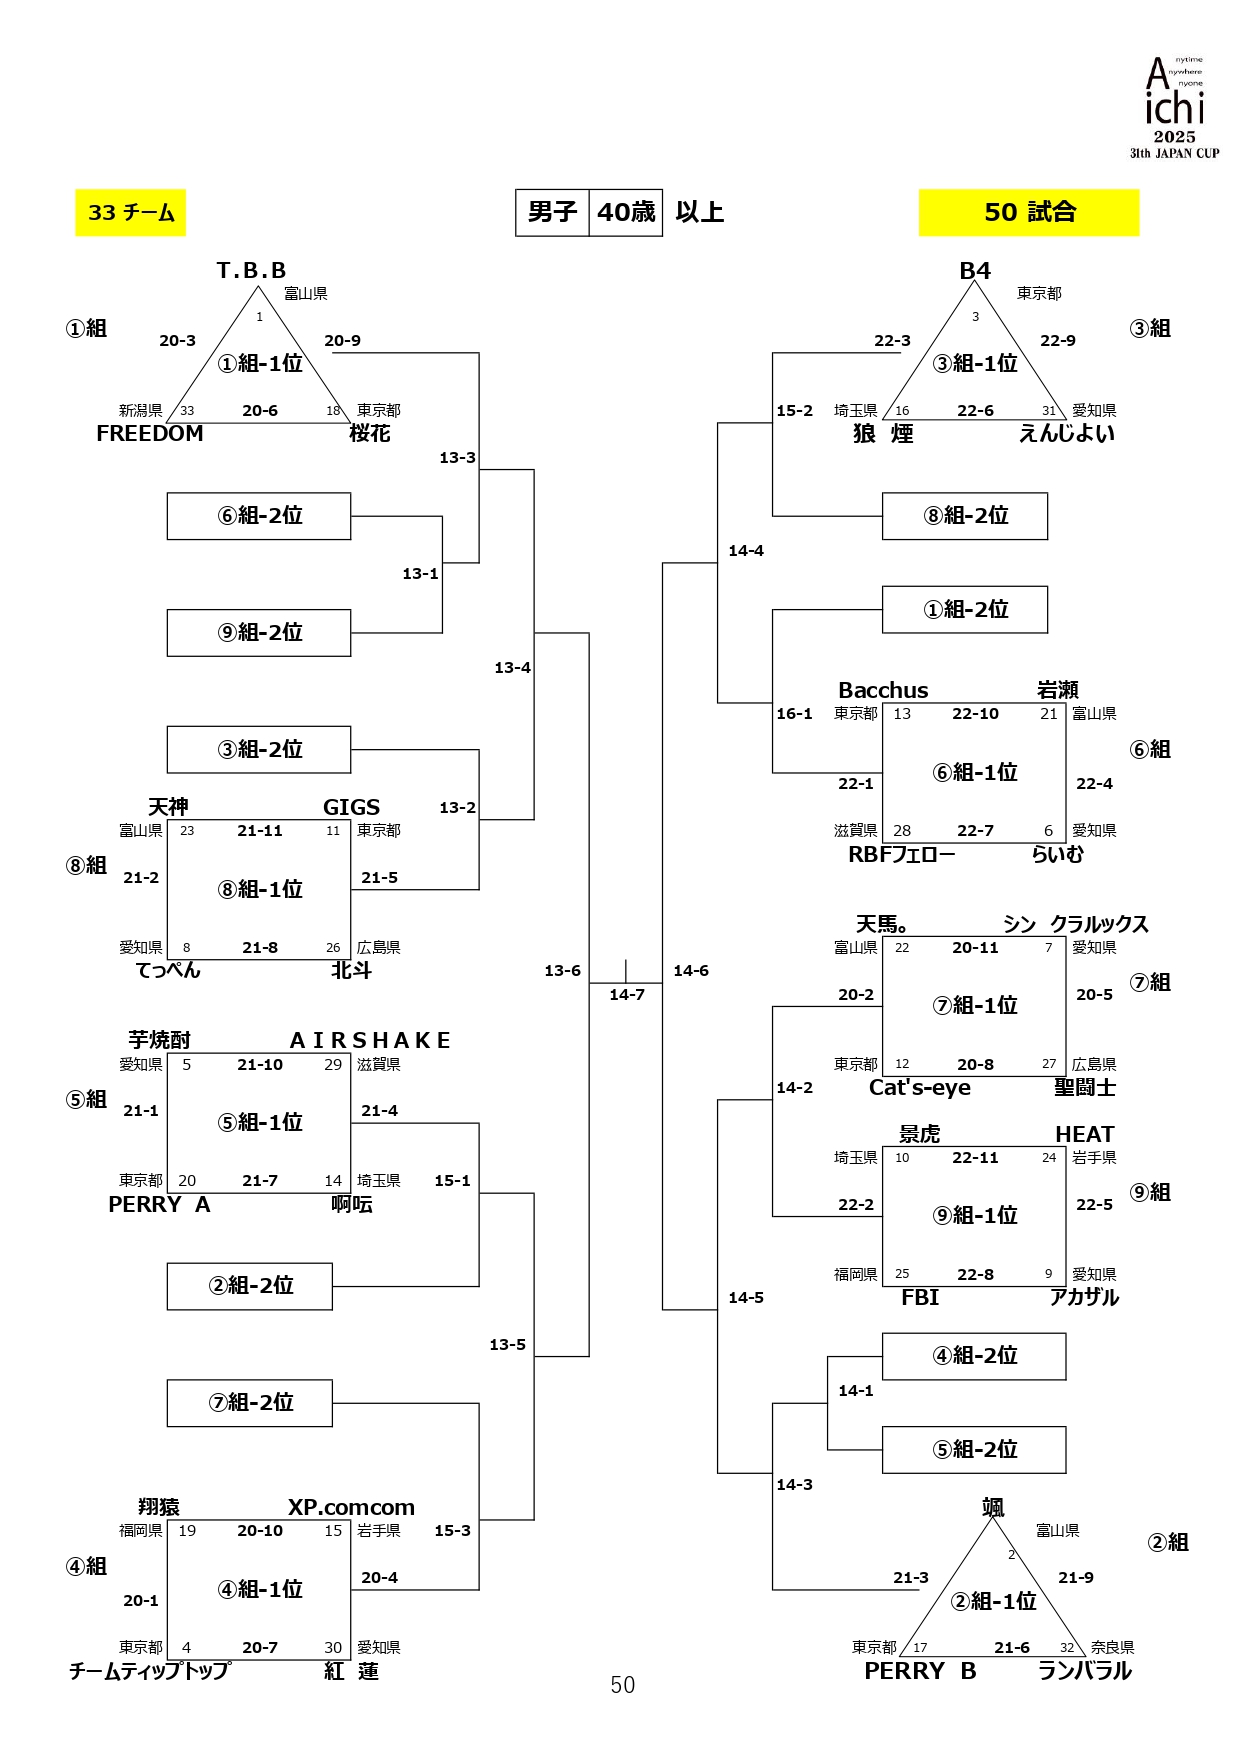 A nytime
nywhere
nyone
ichi
2025
31th JAPAN CUP
33 チーム
男子 40歳 以上
50 試合
T.B.B
富山県
①組
20-3
1
20-9
①組-1位
新潟県 33 20-6 18 東京都
FREEDOM 桜花
13-3
⑥組-2位
13-1
⑨組-2位
13-4
③組-2位
天神 GIGS
13-2
富山県 23 21-11 11 東京都
⑧組
21-2 ⑧組-1位 21-5
愛知県 8 21-8 26 広島県
てっぺん 北斗
13-6
14-7
芋焼酎 ＡＩＲＳＨＡＫＥ
愛知県 5 21-10 29 滋賀県
⑤組
21-1 ⑤組-1位 21-4
東京都 20 21-7 14 埼玉県 15-1
PERRY A 啊呍
②組-2位
13-5
⑦組-2位
翔猿 XP.comcom
福岡県 19 20-10 15 岩手県 15-3
④組
20-1 ④組-1位 20-4
東京都 4 20-7 30 愛知県
チームティップトップ 紅 蓮
B4
東京都
③組
22-3 3 22-9
③組-1位
15-2 埼玉県 16 22-6 31 愛知県
狼 煙 えんじよい
⑧組-2位
14-4
①組-2位
Bacchus 岩瀬
16-1 東京都 13 22-10 21 富山県
⑥組
22-1 ⑥組-1位 22-4
滋賀県 28 22-7 6 愛知県
RBFフェロー らいむ
天馬。 シン クラルックス
富山県 22 20-11 7 愛知県
14-6
⑦組
20-2 ⑦組-1位 20-5
東京都 12 20-8 27 広島県
14-2
Cat's-eye 聖闘士
景虎 HEAT
埼玉県 10 22-11 24 岩手県
⑨組
22-2 ⑨組-1位 22-5
福岡県 25 22-8 9 愛知県
14-5
FBI アカザル
④組-2位
14-1
⑤組-2位
14-3
颯
富山県
②組
2
21-3 21-9
②組-1位
東京都 17 21-6 32 奈良県
PERRY B ランバラル
50